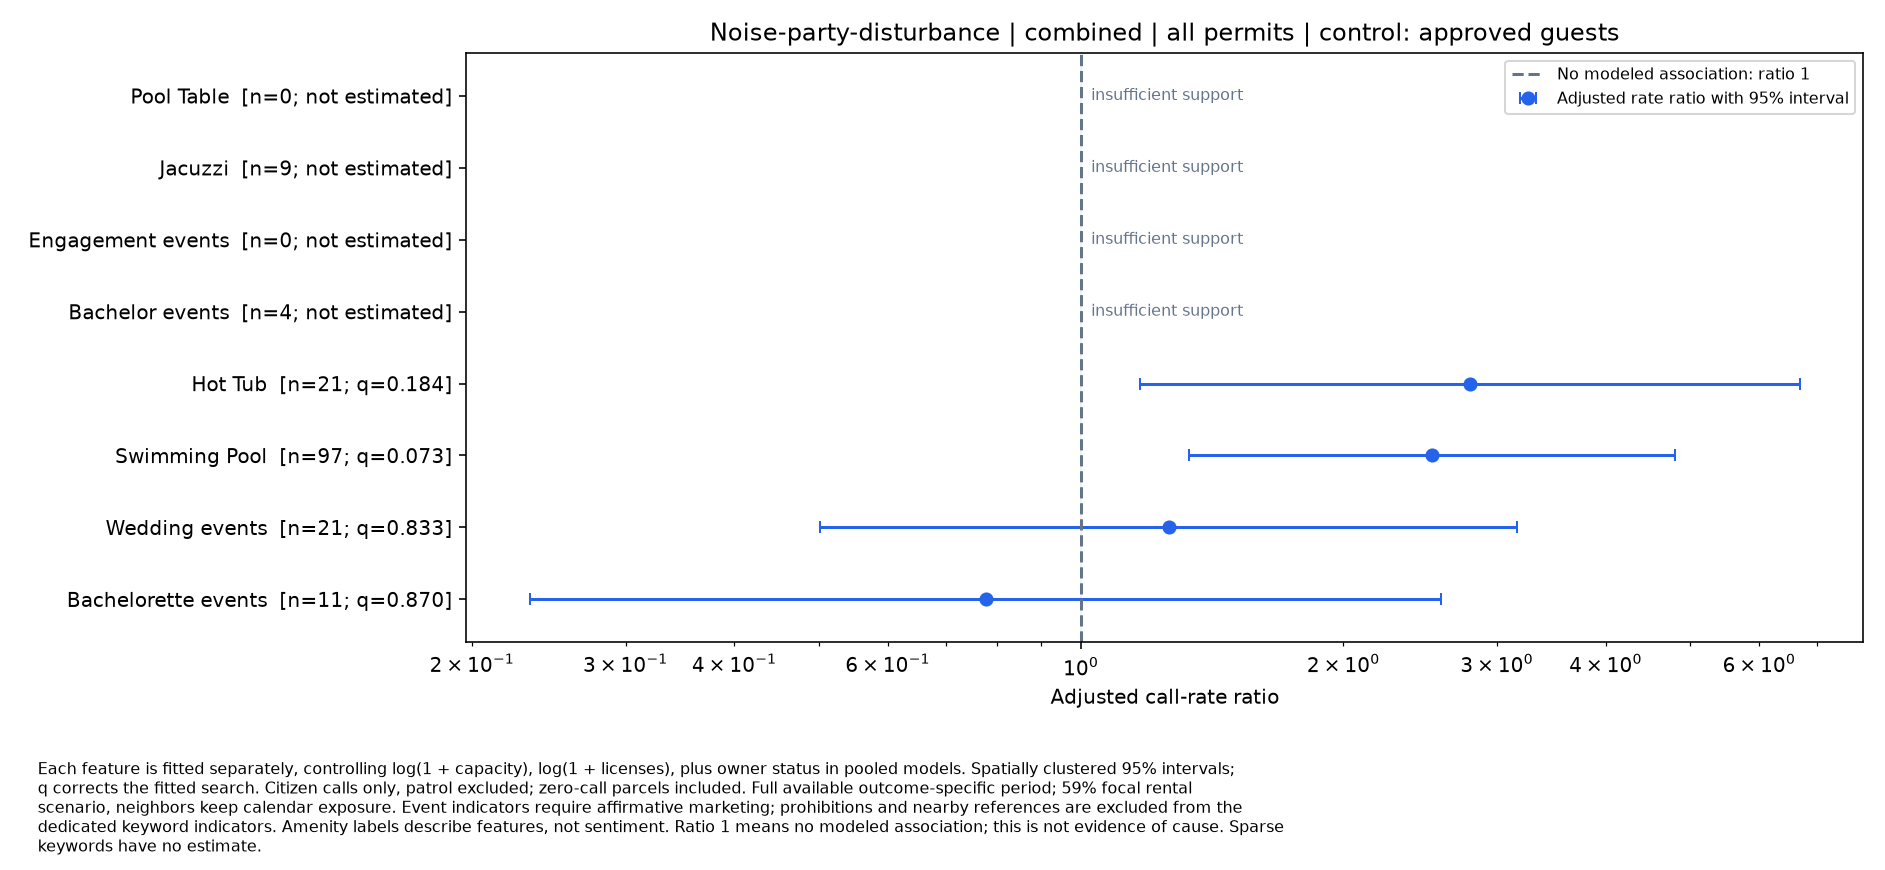 Noise-party-disturbance | combined | all permits | control: approved guests
No modeled association: ratio 1
Adjusted rate ratio with 95% interval
Pool Table [n=0; not estimated]
insufficient support
Jacuzzi [n=9; not estimated]
insufficient support
Engagement events [n=0; not estimated]
insufficient support
Bachelor events [n=4; not estimated]
insufficient support
Hot Tub [n=21; q=0.184]
Swimming Pool [n=97; q=0.073]
Wedding events [n=21; q=0.833]
Bachelorette events [n=11; q=0.870]
2 × 10⁻¹ 3 × 10⁻¹ 4 × 10⁻¹ 6 × 10⁻¹ 10⁰ 2 × 10⁰ 3 × 10⁰ 4 × 10⁰ 6 × 10⁰
Adjusted call-rate ratio
Each feature is fitted separately, controlling log(1 + capacity), log(1 + licenses), plus owner status in pooled models. Spatially clustered 95% intervals;
q corrects the fitted search. Citizen calls only, patrol excluded; zero-call parcels included. Full available outcome-specific period; 59% focal rental
scenario, neighbors keep calendar exposure. Event indicators require affirmative marketing; prohibitions and nearby references are excluded from the
dedicated keyword indicators. Amenity labels describe features, not sentiment. Ratio 1 means no modeled association; this is not evidence of cause. Sparse
keywords have no estimate.